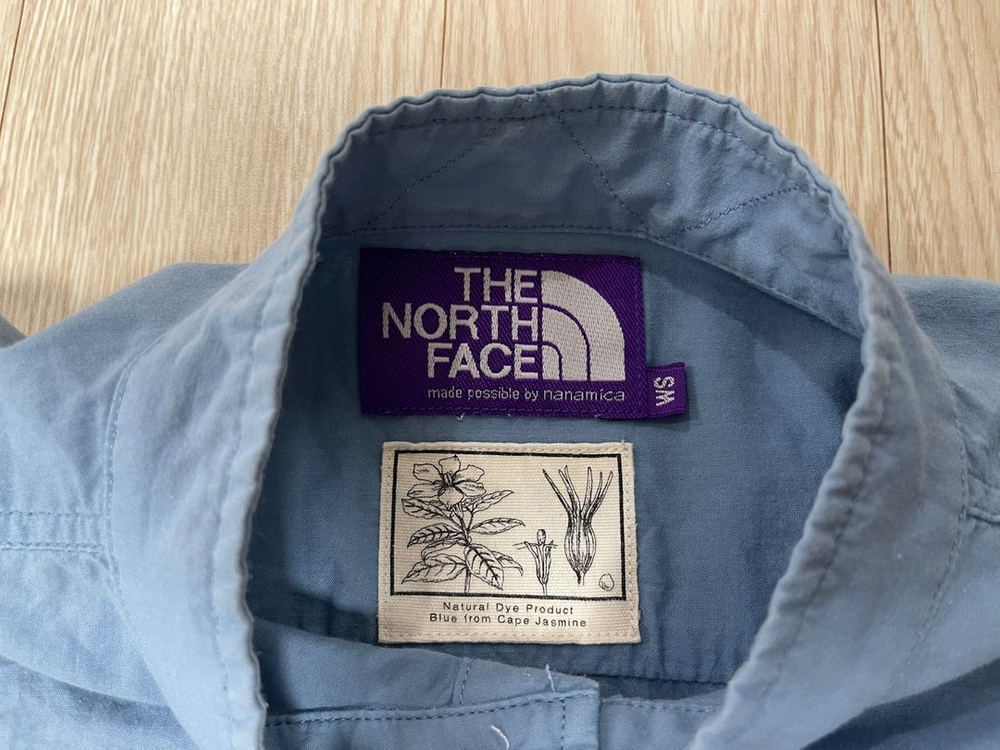 THE
NORTH
FACE
made possible by nanamica
WS
Natural Dye Product
Blue from Cape Jasmine